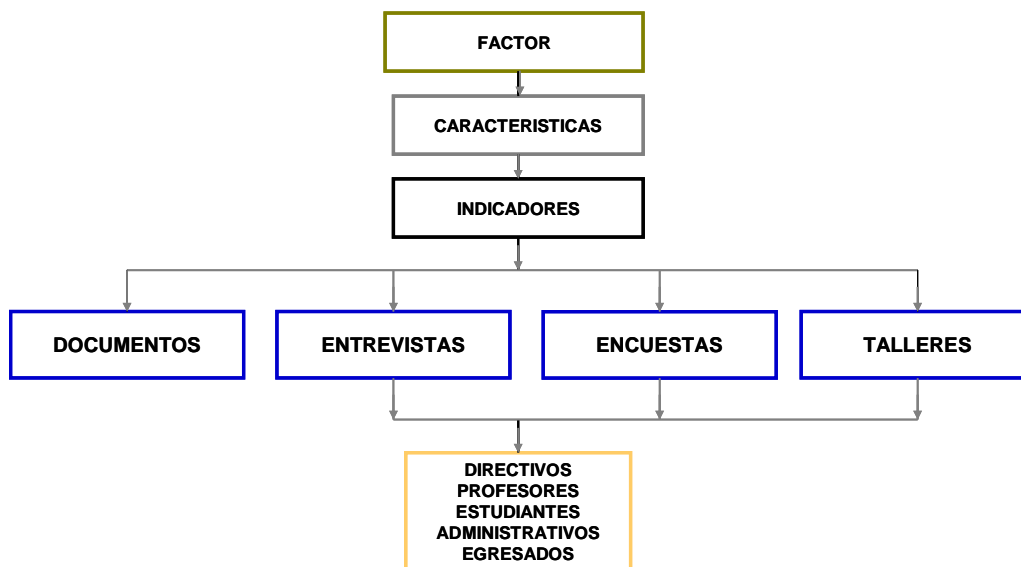 FACTOR
CARACTERISTICAS
INDICADORES
DOCUMENTOS
ENTREVISTAS
ENCUESTAS
TALLERES
DIRECTIVOS
PROFESORES
ESTUDIANTES
ADMINISTRATIVOS
EGRESADOS